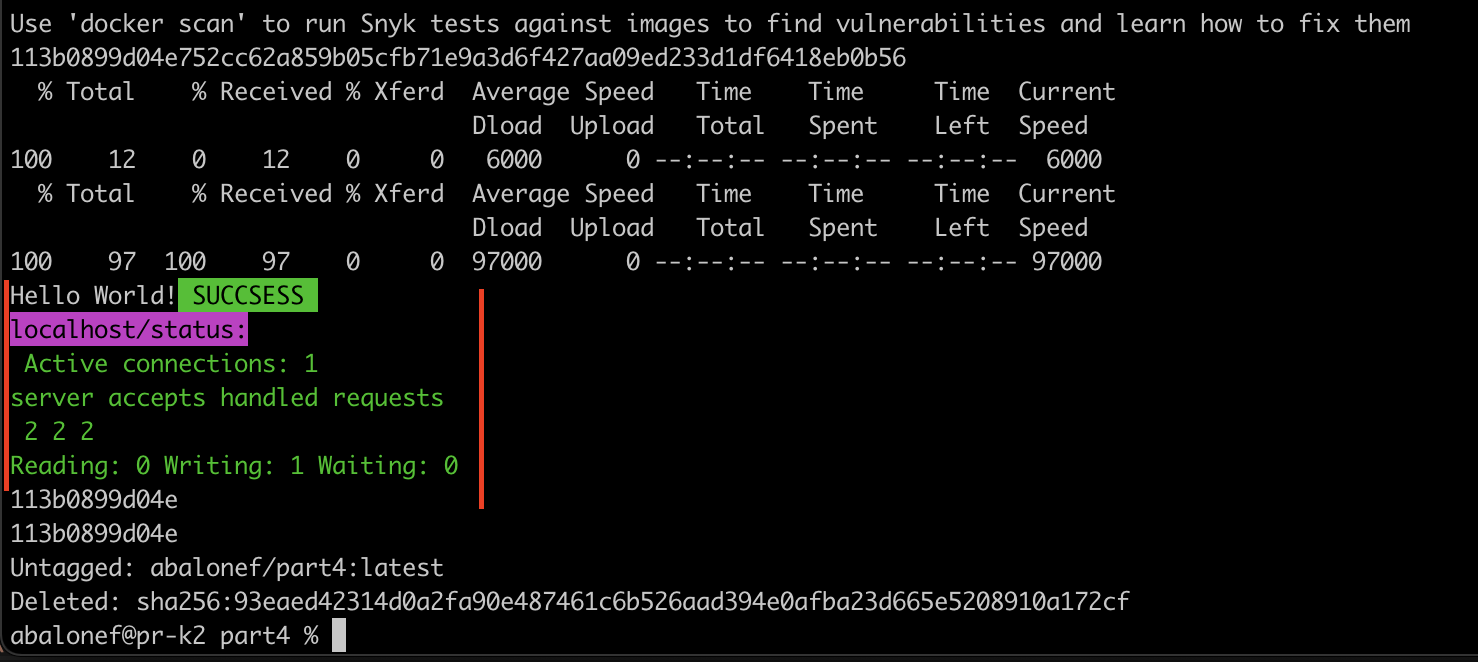 Use 'docker scan' to run Snyk tests against images to find vulnerabilities and learn how to fix them
113b0899d04e752cc62a859b05cfb71e9a3d6f427aa09ed233d1df6418eb0b56
  % Total    % Received % Xferd  Average Speed   Time    Time     Time  Current
                                 Dload  Upload   Total   Spent    Left  Speed
100    12    0    12    0     0   6000      0 --:--:-- --:--:-- --:--:--  6000
  % Total    % Received % Xferd  Average Speed   Time    Time     Time  Current
                                 Dload  Upload   Total   Spent    Left  Speed
100    97  100    97    0     0  97000      0 --:--:-- --:--:-- --:--:-- 97000
Hello World! SUCCSESS
localhost/status:
 Active connections: 1
server accepts handled requests
 2 2 2
Reading: 0 Writing: 1 Waiting: 0
113b0899d04e
113b0899d04e
Untagged: abalonef/part4:latest
Deleted: sha256:93eaed42314d0a2fa90e487461c6b526aad394e0afba23d665e5208910a172cf
abalonef@pr-k2 part4 %